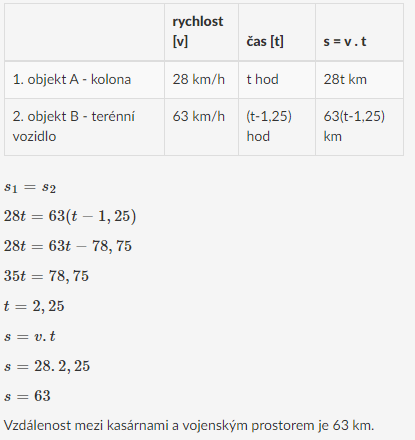 rychlost [v] čas [t] s = v . t
1. objekt A - kolona 28 km/h t hod 28t km
2. objekt B - terénní vozidlo 63 km/h (t-1,25) hod 63(t-1,25) km
s₁ = s₂
28t = 63(t − 1, 25)
28t = 63t − 78, 75
35t = 78, 75
t = 2, 25
s = v. t
s = 28. 2, 25
s = 63
Vzdálenost mezi kasárnami a vojenským prostorem je 63 km.